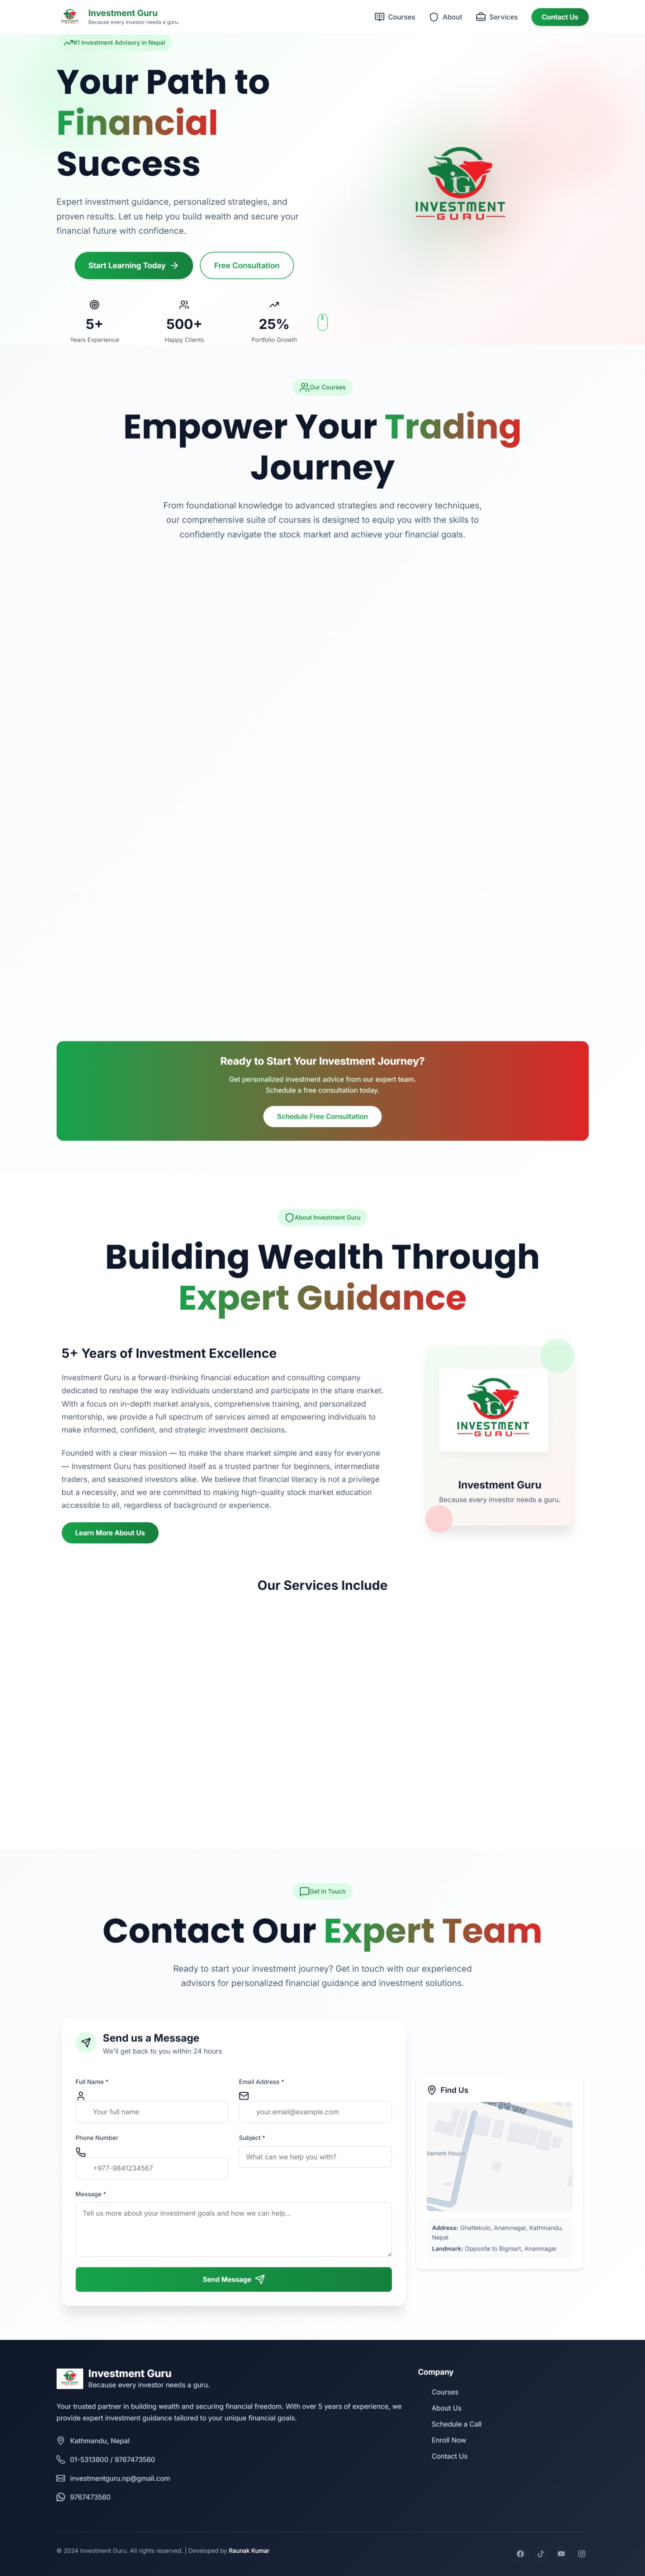 Investment Guru
Because every investor needs a guru.
Courses
About
Services
Contact Us
#1 Investment Advisory in Nepal
Your Path to
Financial
Success
Expert investment guidance, personalized strategies, and
proven results. Let us help you build wealth and secure your
financial future with confidence.
Start Learning Today
Free Consultation
5+
Years Experience
500+
Happy Clients
25%
Portfolio Growth
iG
INVESTMENT
GURU
Our Courses
Empower Your Trading
Journey
From foundational knowledge to advanced strategies and recovery techniques,
our comprehensive suite of courses is designed to equip you with the skills to
confidently navigate the stock market and achieve your financial goals.
Ready to Start Your Investment Journey?
Get personalized investment advice from our expert team.
Schedule a free consultation today.
Schedule Free Consultation
About Investment Guru
Building Wealth Through
Expert Guidance
5+ Years of Investment Excellence
Investment Guru is a forward-thinking financial education and consulting company
dedicated to reshape the way individuals understand and participate in the share market.
With a focus on in-depth market analysis, comprehensive training, and personalized
mentorship, we provide a full spectrum of services aimed at empowering individuals to
make informed, confident, and strategic investment decisions.
Founded with a clear mission — to make the share market simple and easy for everyone
— Investment Guru has positioned itself as a trusted partner for beginners, intermediate
traders, and seasoned investors alike. We believe that financial literacy is not a privilege
but a necessity, and we are committed to making high-quality stock market education
accessible to all, regardless of background or experience.
Learn More About Us
iG
INVESTMENT
GURU
Investment Guru
Because every investor needs a guru.
Our Services Include
Get In Touch
Contact Our Expert Team
Ready to start your investment journey? Get in touch with our experienced
advisors for personalized financial guidance and investment solutions.
Send us a Message
We'll get back to you within 24 hours
Full Name *
Your full name
Email Address *
your.email@example.com
Phone Number
+977-9841234567
Subject *
What can we help you with?
Message *
Tell us more about your investment goals and how we can help...
Send Message
Find Us
liament House
Address: Ghattekulo, Anamnagar, Kathmandu,
Nepal
Landmark: Opposite to Bigmart, Anamnagar
Investment Guru
Because every investor needs a guru.
Your trusted partner in building wealth and securing financial freedom. With over 5 years of experience, we
provide expert investment guidance tailored to your unique financial goals.
Kathmandu, Nepal
01-5313800 / 9767473560
investmentguru.np@gmail.com
9767473560
Company
Courses
About Us
Schedule a Call
Enroll Now
Contact Us
© 2024 Investment Guru. All rights reserved. | Developed by Raunak Kumar